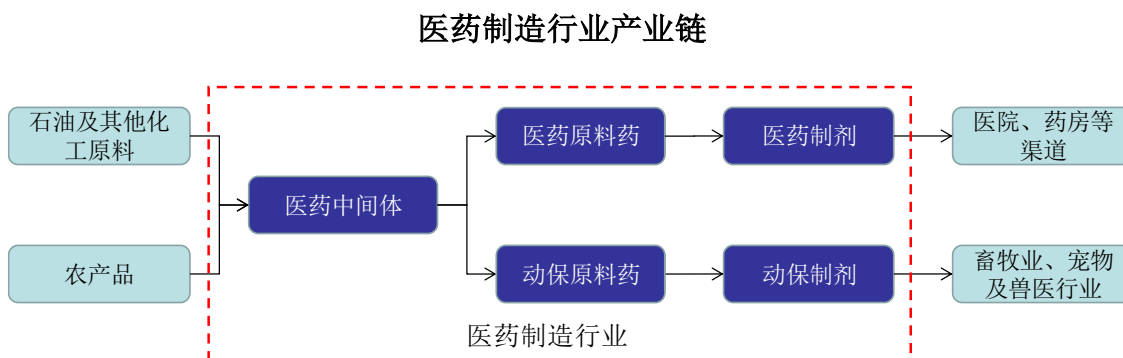 医药制造行业产业链
石油及其他化
工原料
农产品
医药中间体
医药原料药
医药制剂
医院、药房等
渠道
动保原料药
动保制剂
畜牧业、宠物
及兽医行业
医药制造行业